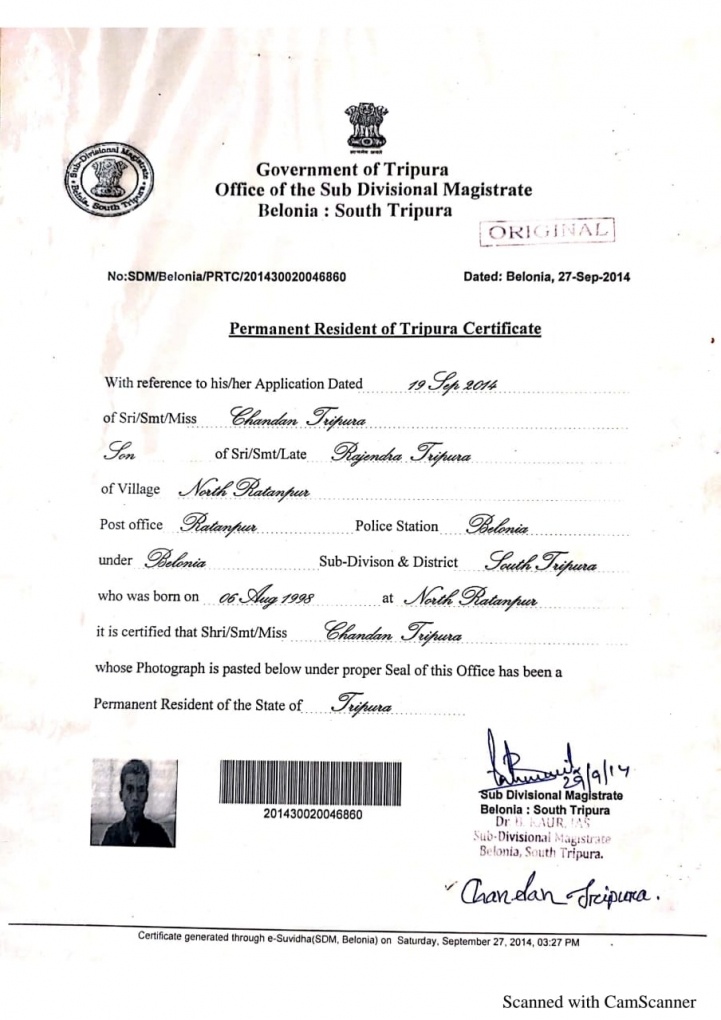 Sub-Divisional Magistrate
Belonia, South Tripura
सत्यमेव जयते
Government of Tripura
Office of the Sub Divisional Magistrate
Belonia : South Tripura
ORIGINAL
No:SDM/Belonia/PRTC/201430020046860 Dated: Belonia, 27-Sep-2014
Permanent Resident of Tripura Certificate
With reference to his/her Application Dated 19 Sep 2014
of Sri/Smt/Miss Chandan Tripura
Son of Sri/Smt/Late Rajendra Tripura
of Village North Ratanpur
Post office Ratanpur Police Station Belonia
under Belonia Sub-Divison & District South Tripura
who was born on 06 Aug 1998 at North Ratanpur
it is certified that Shri/Smt/Miss Chandan Tripura
whose Photograph is pasted below under proper Seal of this Office has been a
Permanent Resident of the State of Tripura
201430020046860
29/9/14
Sub Divisional Magistrate
Belonia : South Tripura
Dr KAUR, IAS
Sub-Divisional Magistrate
Belonia, South Tripura.
Chandan Tripura.
Certificate generated through e-Suvidha(SDM, Belonia) on Saturday, September 27, 2014, 03:27 PM
Scanned with CamScanner